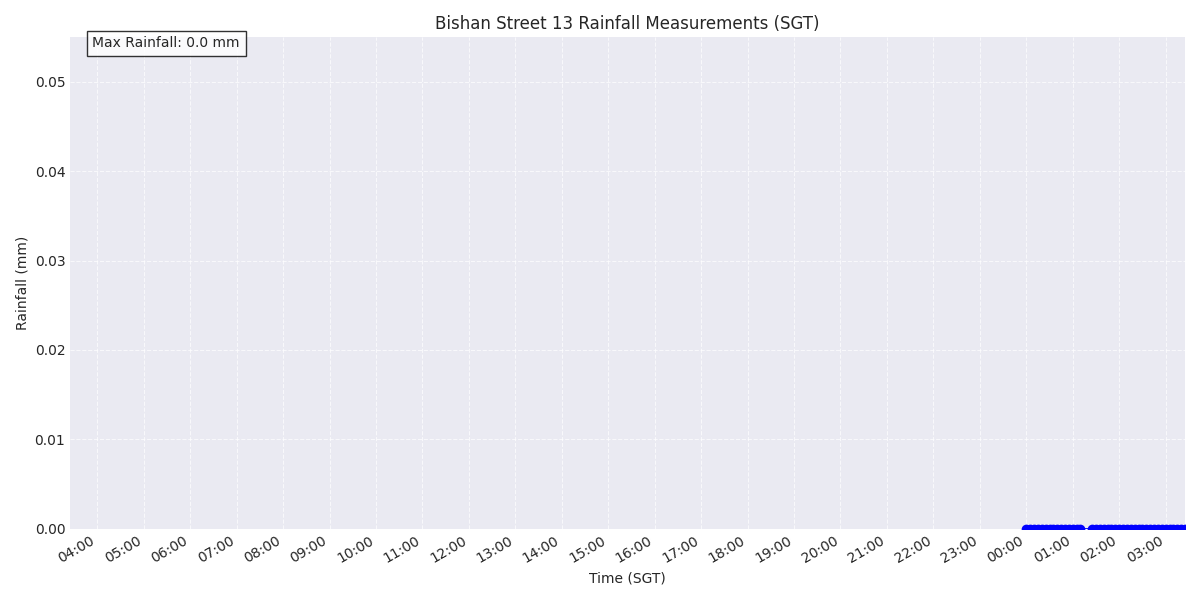 Bishan Street 13 Rainfall Measurements (SGT)
Max Rainfall: 0.0 mm
0.05
0.04
0.03
0.02
0.01
0.00
Rainfall (mm)
04:00 05:00 06:00 07:00 08:00 09:00 10:00 11:00 12:00 13:00 14:00 15:00 16:00 17:00 18:00 19:00 20:00 21:00 22:00 23:00 00:00 01:00 02:00 03:00
Time (SGT)